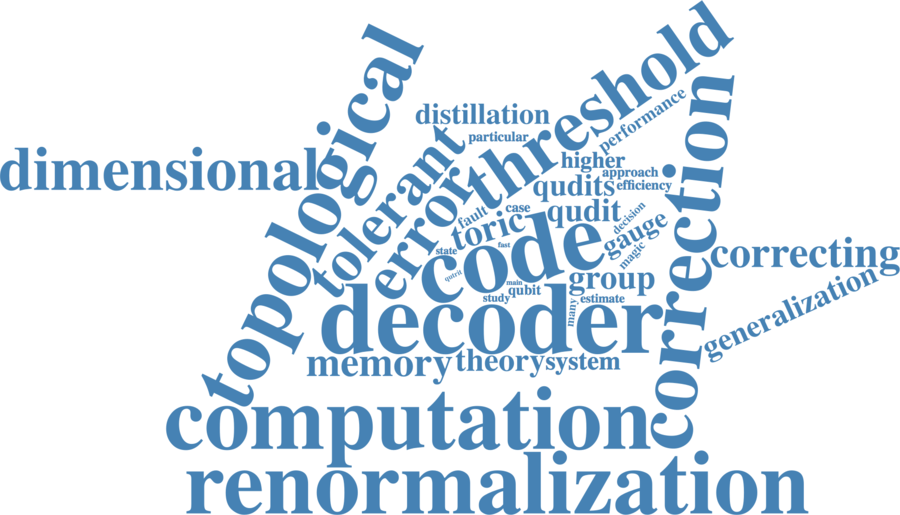 threshold
topological
correction
performance
distillation
particular
higher
approach
dimensional
tolerant
qudits
efficiency
error
case
qudit
decision
fault
toric
gauge
fast
state
code
magic
correcting
qutrit
group
generalization
main
qubit
study
many
estimate
decoder
memory
theory
system
computation
renormalization